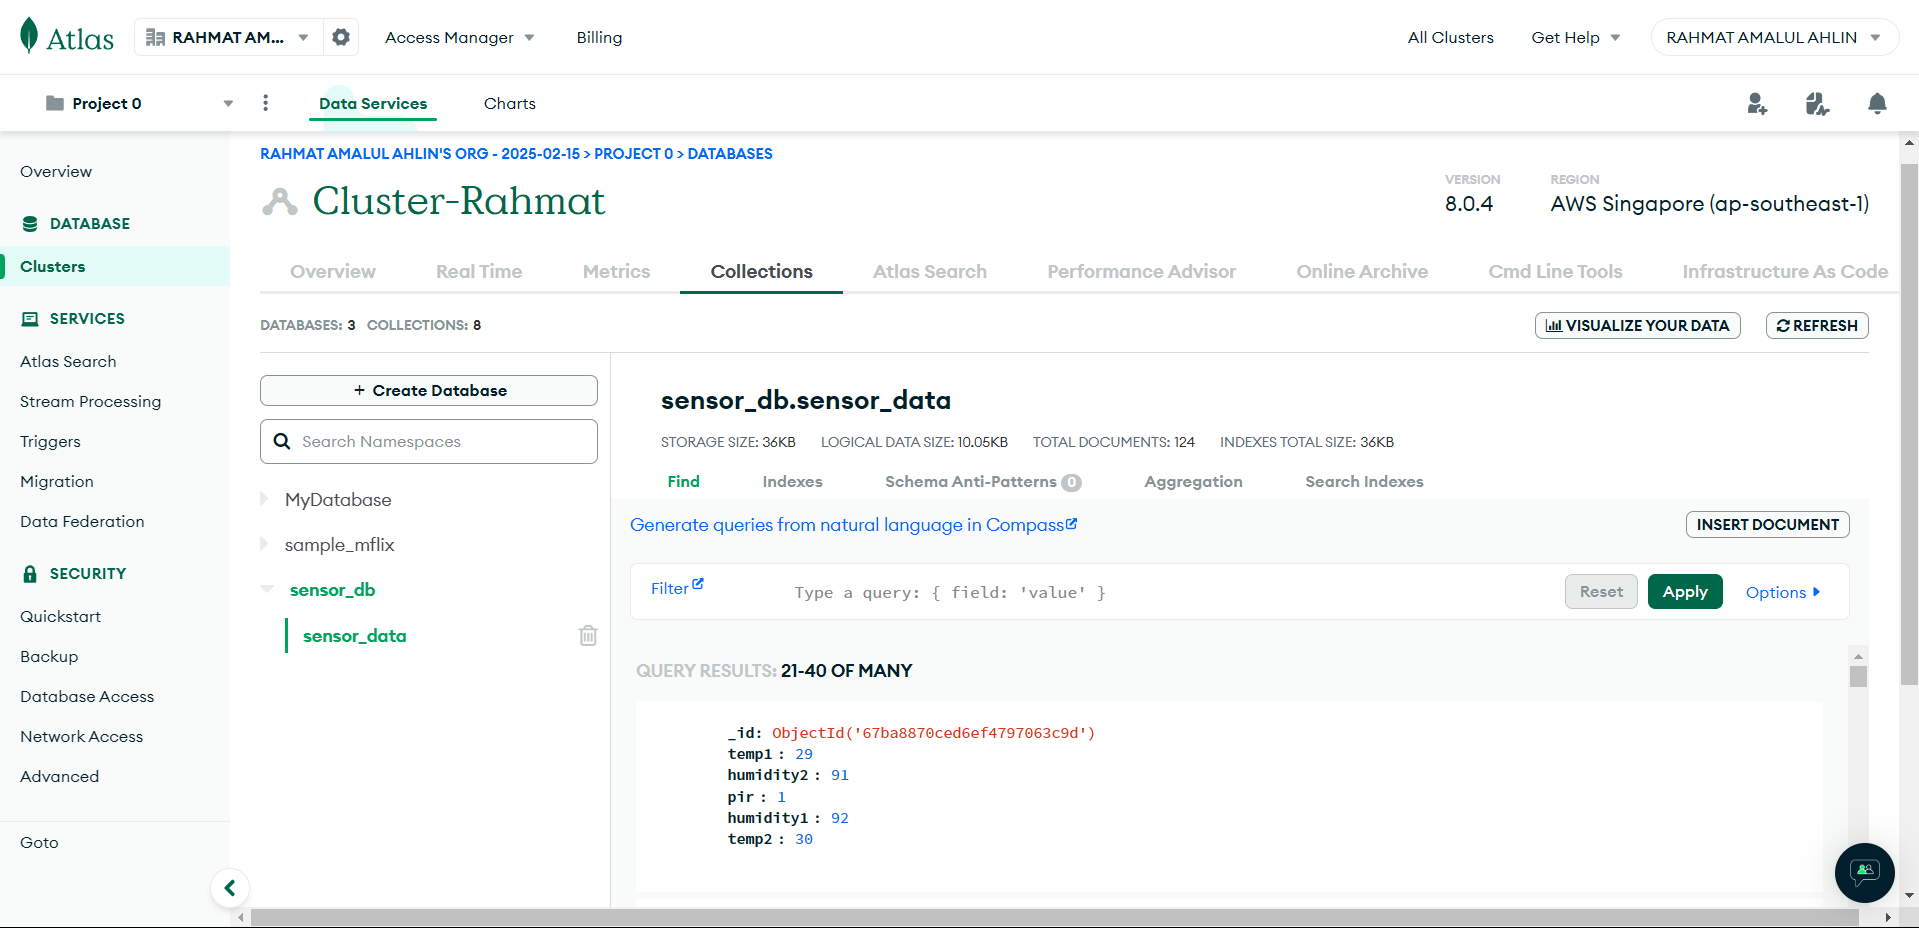 Atlas
RAHMAT AM...
Access Manager
Billing
All Clusters
Get Help
RAHMAT AMALUL AHLIN
Project 0
Data Services
Charts
Overview
DATABASE
Clusters
SERVICES
Atlas Search
Stream Processing
Triggers
Migration
Data Federation
SECURITY
Quickstart
Backup
Database Access
Network Access
Advanced
Goto
RAHMAT AMALUL AHLIN'S ORG - 2025-02-15 > PROJECT 0 > DATABASES
Cluster-Rahmat
VERSION
8.0.4
REGION
AWS Singapore (ap-southeast-1)
Overview
Real Time
Metrics
Collections
Atlas Search
Performance Advisor
Online Archive
Cmd Line Tools
Infrastructure As Code
DATABASES: 3 COLLECTIONS: 8
VISUALIZE YOUR DATA
REFRESH
+ Create Database
Search Namespaces
MyDatabase
sample_mflix
sensor_db
sensor_data
sensor_db.sensor_data
STORAGE SIZE: 36KB LOGICAL DATA SIZE: 10.05KB TOTAL DOCUMENTS: 124 INDEXES TOTAL SIZE: 36KB
Find
Indexes
Schema Anti-Patterns 0
Aggregation
Search Indexes
Generate queries from natural language in Compass
INSERT DOCUMENT
Filter
Type a query: { field: 'value' }
Reset
Apply
Options
QUERY RESULTS: 21-40 OF MANY
_id: ObjectId('67ba8870ced6ef4797063c9d')
temp1 : 29
humidity2 : 91
pir : 1
humidity1 : 92
temp2 : 30